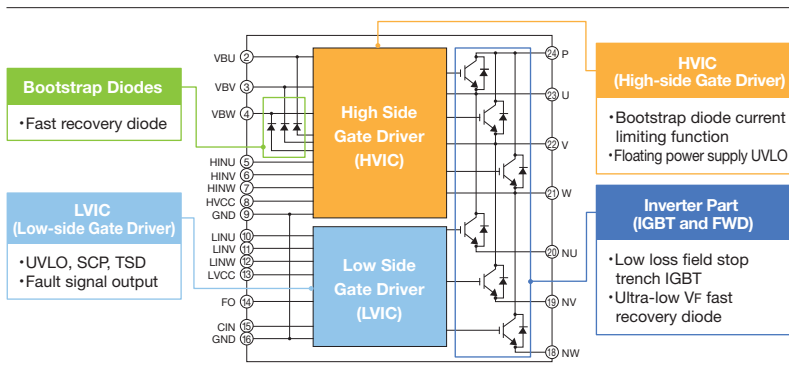 Bootstrap Diodes
•Fast recovery diode
LVIC
(Low-side Gate Driver)
•UVLO, SCP, TSD
•Fault signal output
VBU 2
VBV 3
VBW 4
HINU 5
HINV 6
HINW 7
HVCC 8
GND 9
LINU 10
LINV 11
LINW 12
LVCC 13
FO 14
CIN 15
GND 16
High Side
Gate Driver
(HVIC)
Low Side
Gate Driver
(LVIC)
24 P
23 U
22 V
21 W
20 NU
19 NV
18 NW
HVIC
(High-side Gate Driver)
•Bootstrap diode current
limiting function
•Floating power supply UVLO
Inverter Part
(IGBT and FWD)
•Low loss field stop
trench IGBT
•Ultra-low VF fast
recovery diode